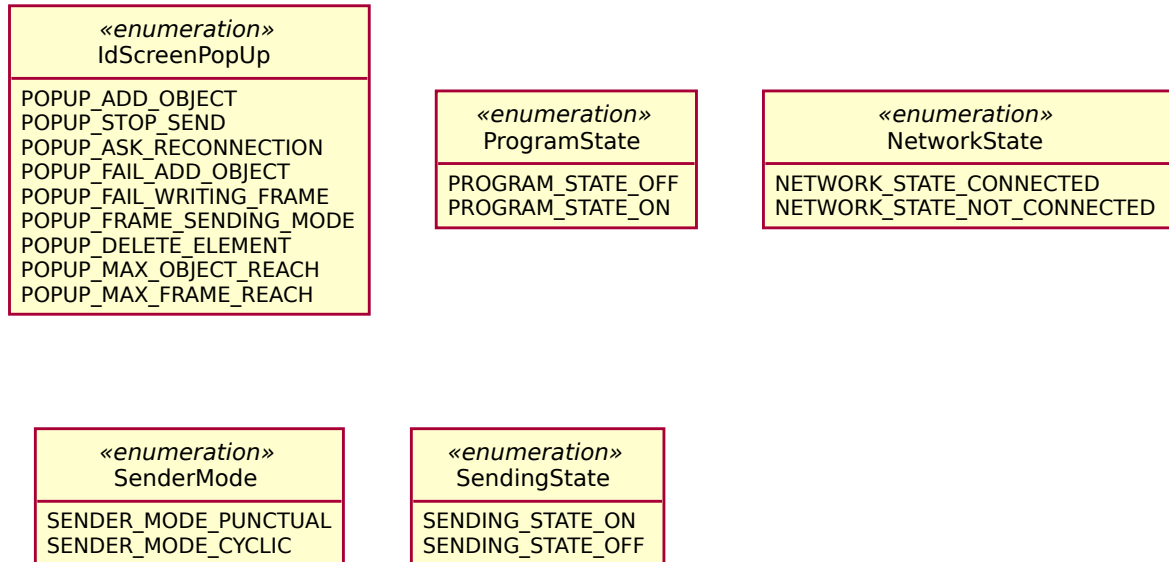 «enumeration»
IdScreenPopUp
POPUP_ADD_OBJECT
POPUP_STOP_SEND
POPUP_ASK_RECONNECTION
POPUP_FAIL_ADD_OBJECT
POPUP_FAIL_WRITING_FRAME
POPUP_FRAME_SENDING_MODE
POPUP_DELETE_ELEMENT
POPUP_MAX_OBJECT_REACH
POPUP_MAX_FRAME_REACH
«enumeration»
ProgramState
PROGRAM_STATE_OFF
PROGRAM_STATE_ON
«enumeration»
NetworkState
NETWORK_STATE_CONNECTED
NETWORK_STATE_NOT_CONNECTED
«enumeration»
SenderMode
SENDER_MODE_PUNCTUAL
SENDER_MODE_CYCLIC
«enumeration»
SendingState
SENDING_STATE_ON
SENDING_STATE_OFF